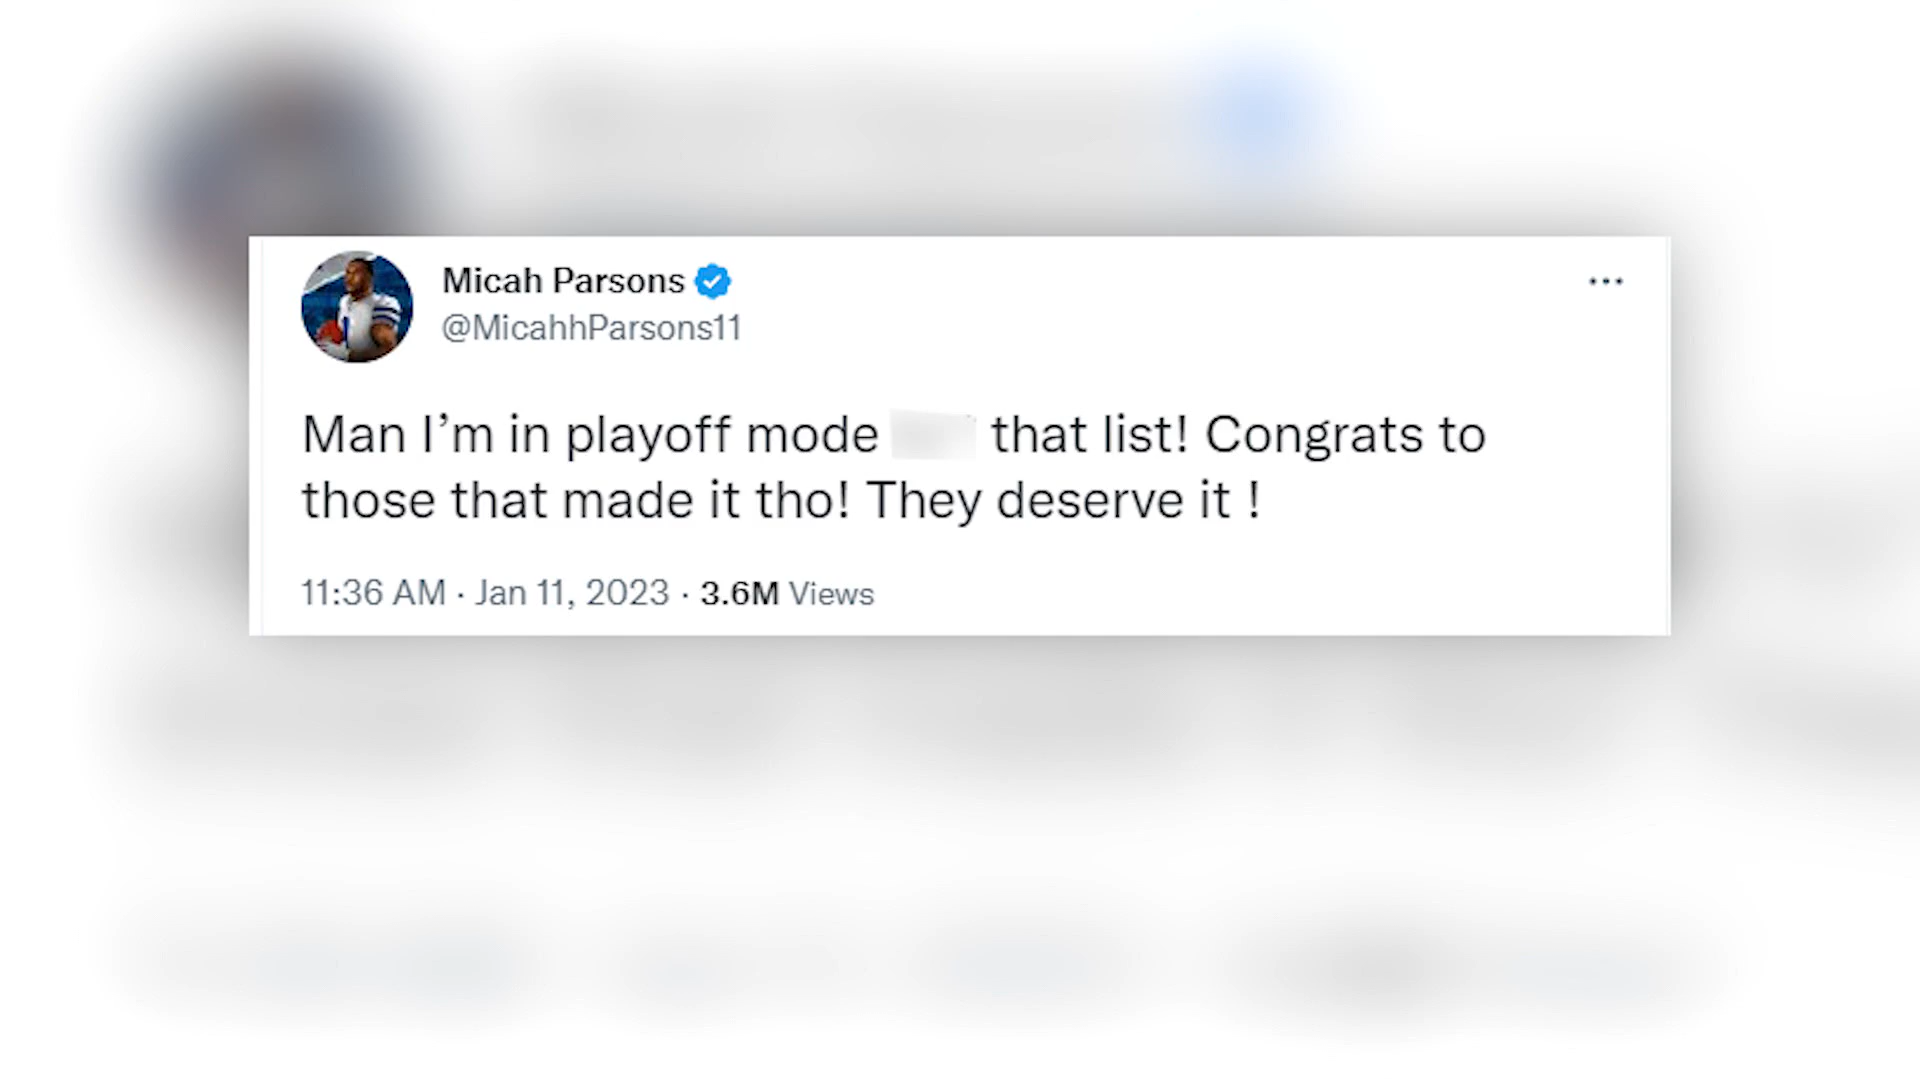 Micah Parsons
@MicahhParsons11
Man I’m in playoff mode that list! Congrats to
those that made it tho! They deserve it !
11:36 AM · Jan 11, 2023 · 3.6M Views